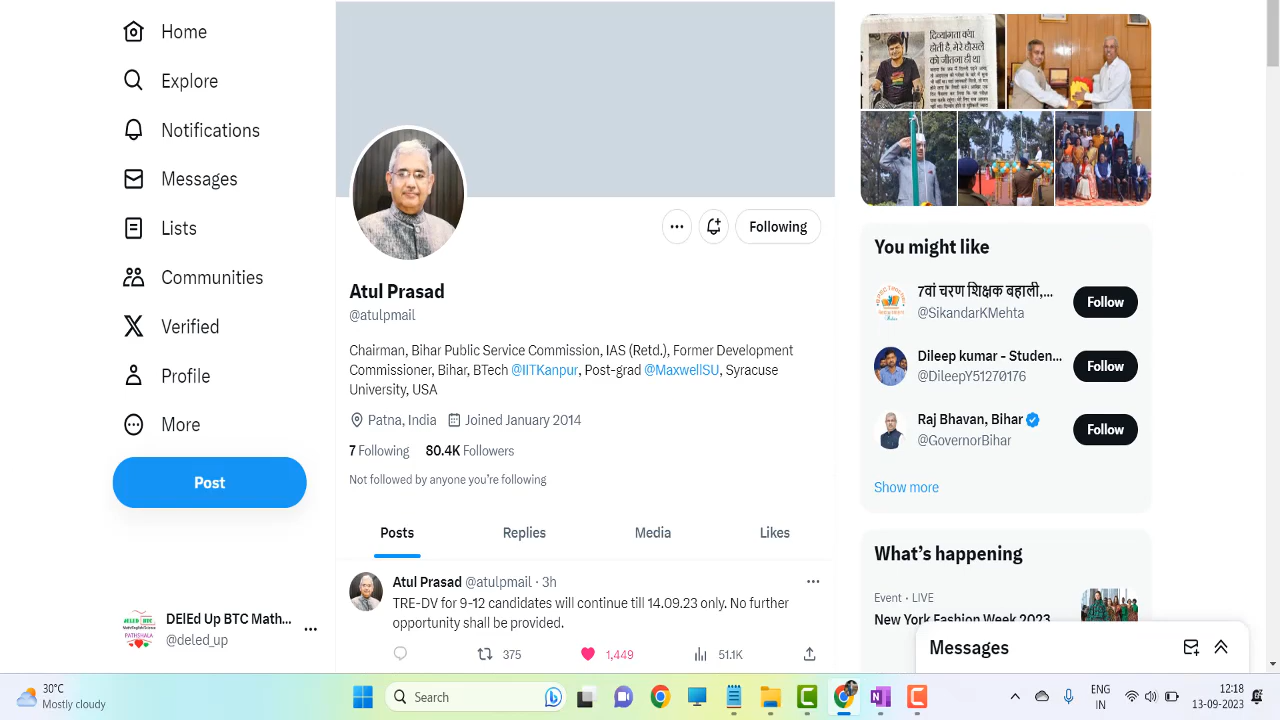 Home
Explore
Notifications
Messages
Lists
Communities
Verified
Profile
More
Post
DElEd Up BTC Math...
@deled_up
Following
Atul Prasad
@atulpmail
Chairman, Bihar Public Service Commission, IAS (Retd.), Former Development
Commissioner, Bihar, BTech @IITKanpur, Post-grad @MaxwellSU, Syracuse
University, USA
Patna, India Joined January 2014
7 Following 80.4K Followers
Not followed by anyone you're following
Posts Replies Media Likes
Atul Prasad @atulpmail · 3h
TRE-DV for 9-12 candidates will continue till 14.09.23 only. No further
opportunity shall be provided.
375 1,449 51.1K
दिव्यांगता क्या
होती है, मेरे हौसले
को जीतना ही था
You might like
7वां चरण शिक्षक बहाली,...
@SikandarKMehta
Follow
Dileep kumar - Studen...
@DileepY51270176
Follow
Raj Bhavan, Bihar
@GovernorBihar
Follow
Show more
What's happening
Event · LIVE
New York Fashion Week 2023
Messages
30°C
Mostly cloudy
Search
ENG
IN
12:18
13-09-2023